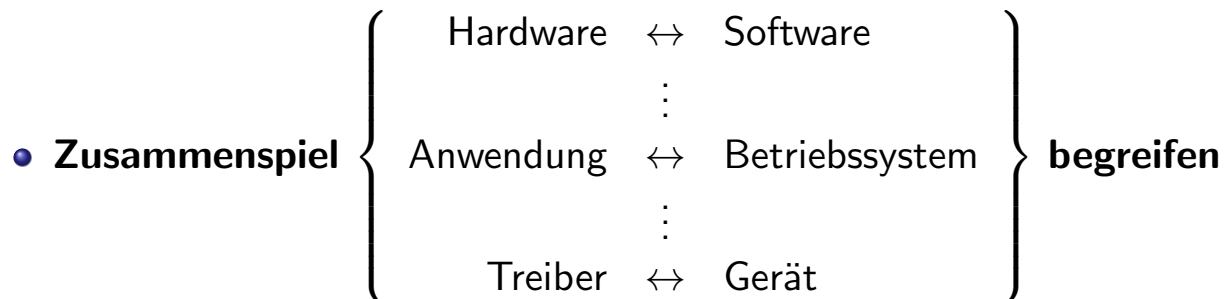 Hardware ↔ Software
⋮
• Zusammenspiel { Anwendung ↔ Betriebssystem } begreifen
⋮
Treiber ↔ Gerät